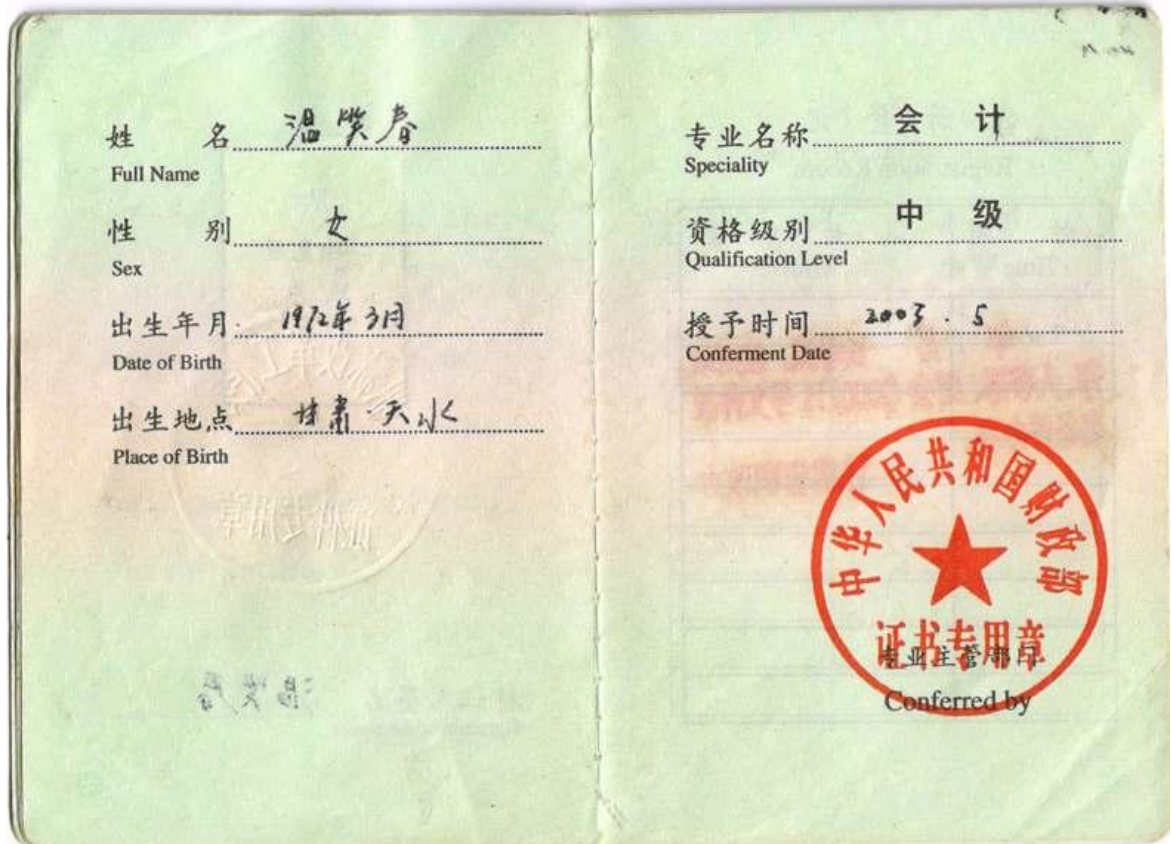 姓 名 温笑春
Full Name
性 别 女
Sex
出生年月 1972年3月
Date of Birth
出生地点 甘肃天水
Place of Birth
专业名称 会 计
Speciality
资格级别 中 级
Qualification Level
授予时间 2003.5
Conferment Date
中华人民共和国财政部
证书专用章
专业主管部门
Conferred by